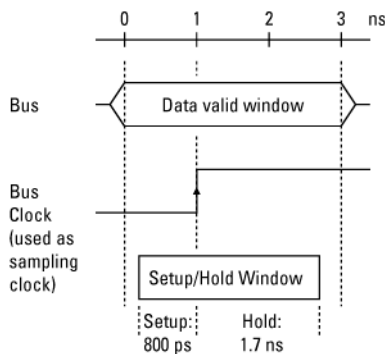 0 1 2 3 ns
Bus
Data valid window
Bus
Clock
(used as
sampling
clock)
Setup/Hold Window
Setup: Hold:
800 ps 1.7 ns